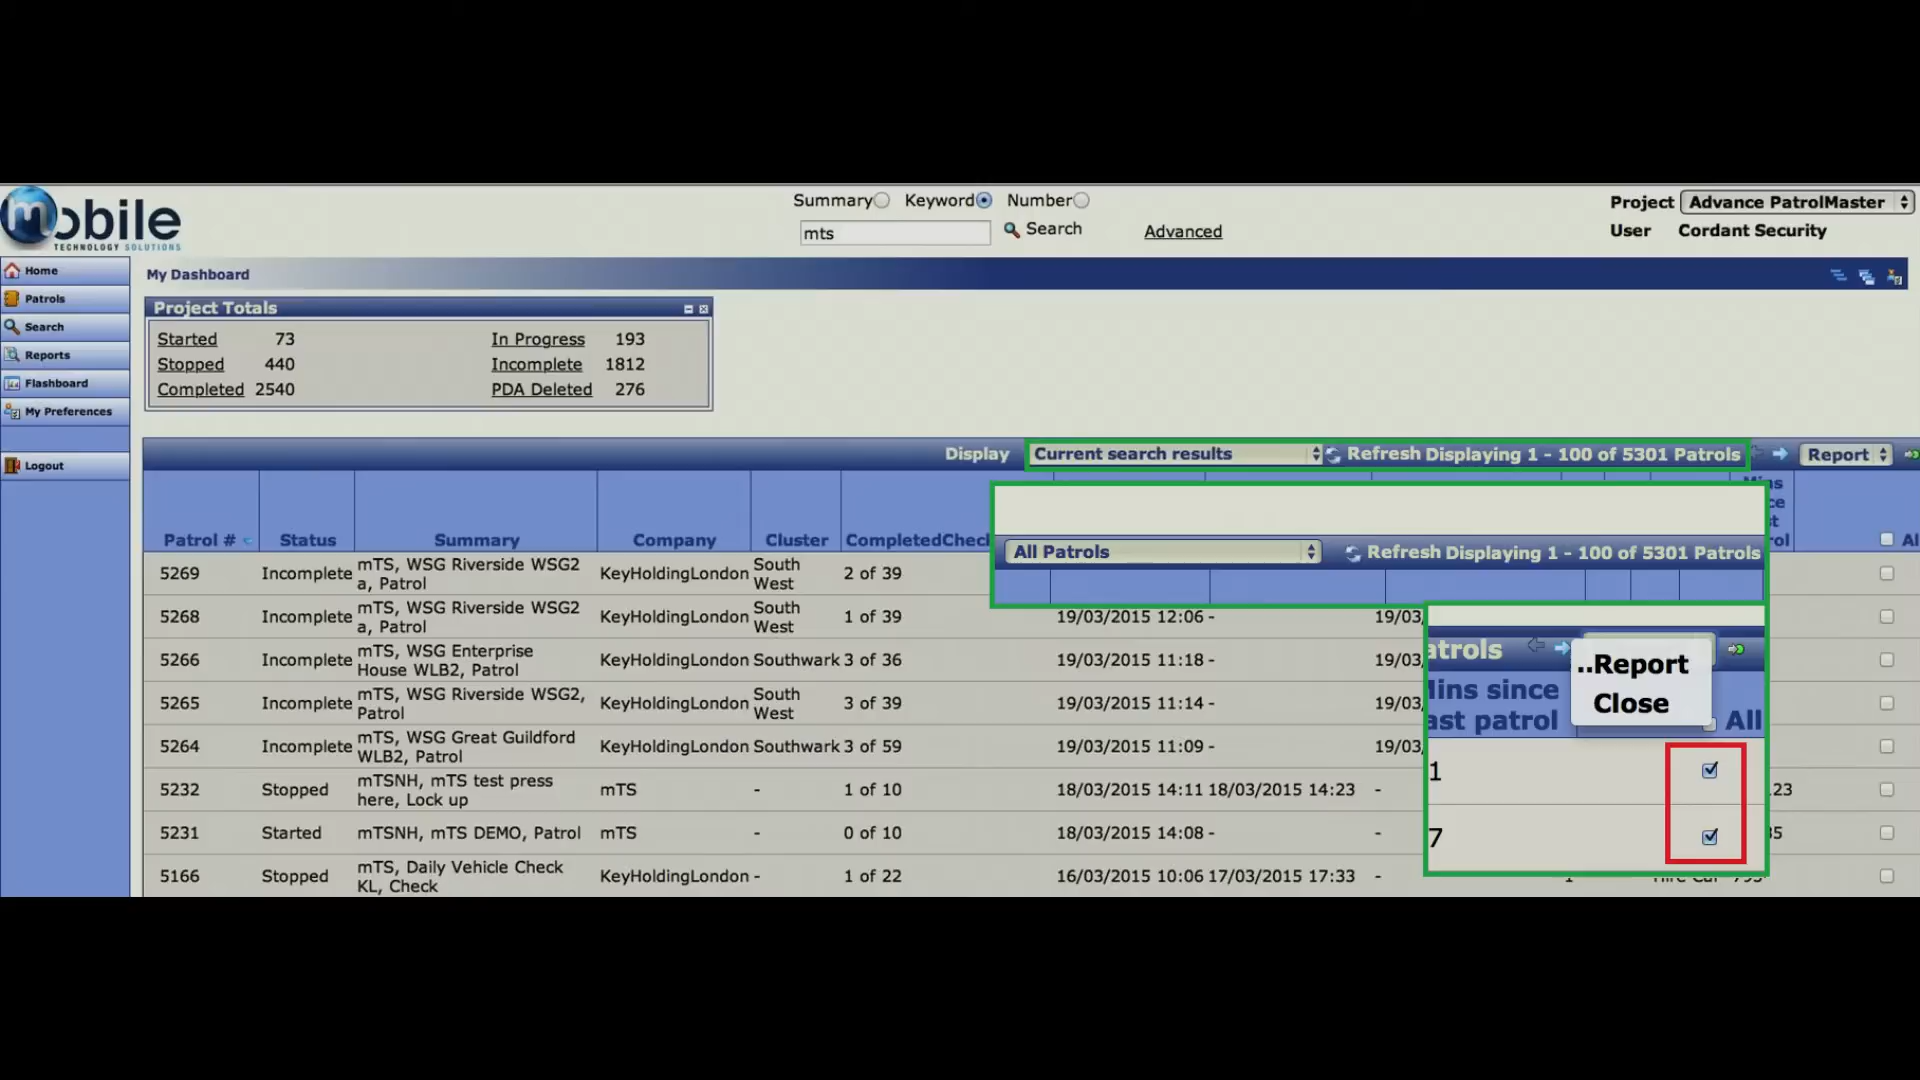 Summary Keyword Number
Project Advance PatrolMaster
mobile
TECHNOLOGY SOLUTIONS
mts Search Advanced
User Cordant Security
Home
Patrols
Search
Reports
Flashboard
My Preferences
Logout
My Dashboard
Project Totals
Started 73 In Progress 193
Stopped 440 Incomplete 1812
Completed 2540 PDA Deleted 276
Display Current search results Refresh Displaying 1 - 100 of 5301 Patrols Report
Patrol # Status Summary Company Cluster
All Patrols Refresh Displaying 1 - 100 of 5301 Patrols
5269 Incomplete mTS, WSG Riverside WSG2 a, Patrol KeyHoldingLondon South West 2 of 39
5268 Incomplete mTS, WSG Riverside WSG2 a, Patrol KeyHoldingLondon South West 1 of 39 19/03/2015 12:06 - 19/03
5266 Incomplete mTS, WSG Enterprise House WLB2, Patrol KeyHoldingLondon Southwark 3 of 36 19/03/2015 11:18 - 19/03
5265 Incomplete mTS, WSG Riverside WSG2, Patrol KeyHoldingLondon South West 3 of 39 19/03/2015 11:14 - 19/03
5264 Incomplete mTS, WSG Great Guildford WLB2, Patrol KeyHoldingLondon Southwark 3 of 59 19/03/2015 11:09 - 19/03
5232 Stopped mTSNH, mTS test press here, Lock up mTS - 1 of 10 18/03/2015 14:11 18/03/2015 14:23 -
5231 Started mTSNH, mTS DEMO, Patrol mTS - 0 of 10 18/03/2015 14:08 - -
5166 Stopped mTS, Daily Vehicle Check KL, Check KeyHoldingLondon - 1 of 22 16/03/2015 10:06 17/03/2015 17:33 -
..Report
Close
since
patrol All
1
7